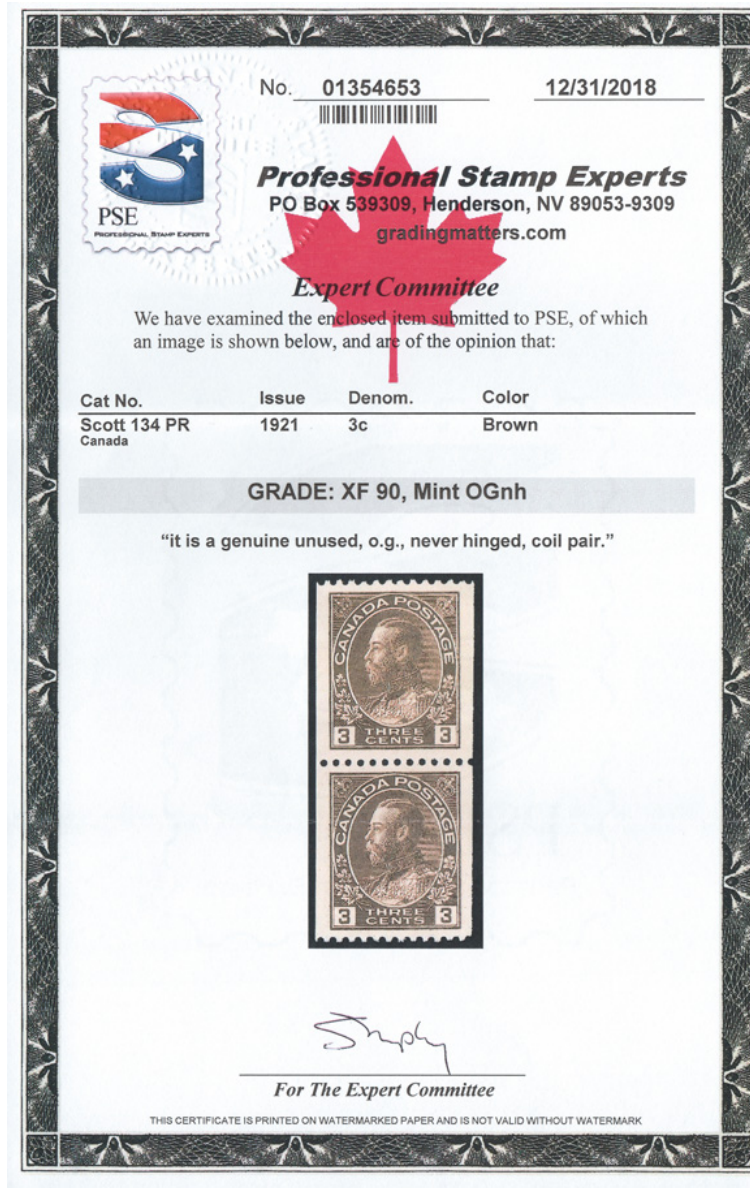 No. 01354653 12/31/2018
PSE
PROFESSIONAL STAMP EXPERTS
Professional Stamp Experts
PO Box 539309, Henderson, NV 89053-9309
gradingmatters.com
Expert Committee
We have examined the enclosed item submitted to PSE, of which
an image is shown below, and are of the opinion that:
Cat No. Issue Denom. Color
Scott 134 PR 1921 3c Brown
Canada
GRADE: XF 90, Mint OGnh
“it is a genuine unused, o.g., never hinged, coil pair.”
CANADA POSTAGE
3 THREE 3
CENTS
CANADA POSTAGE
3 THREE 3
CENTS
For The Expert Committee
THIS CERTIFICATE IS PRINTED ON WATERMARKED PAPER AND IS NOT VALID WITHOUT WATERMARK